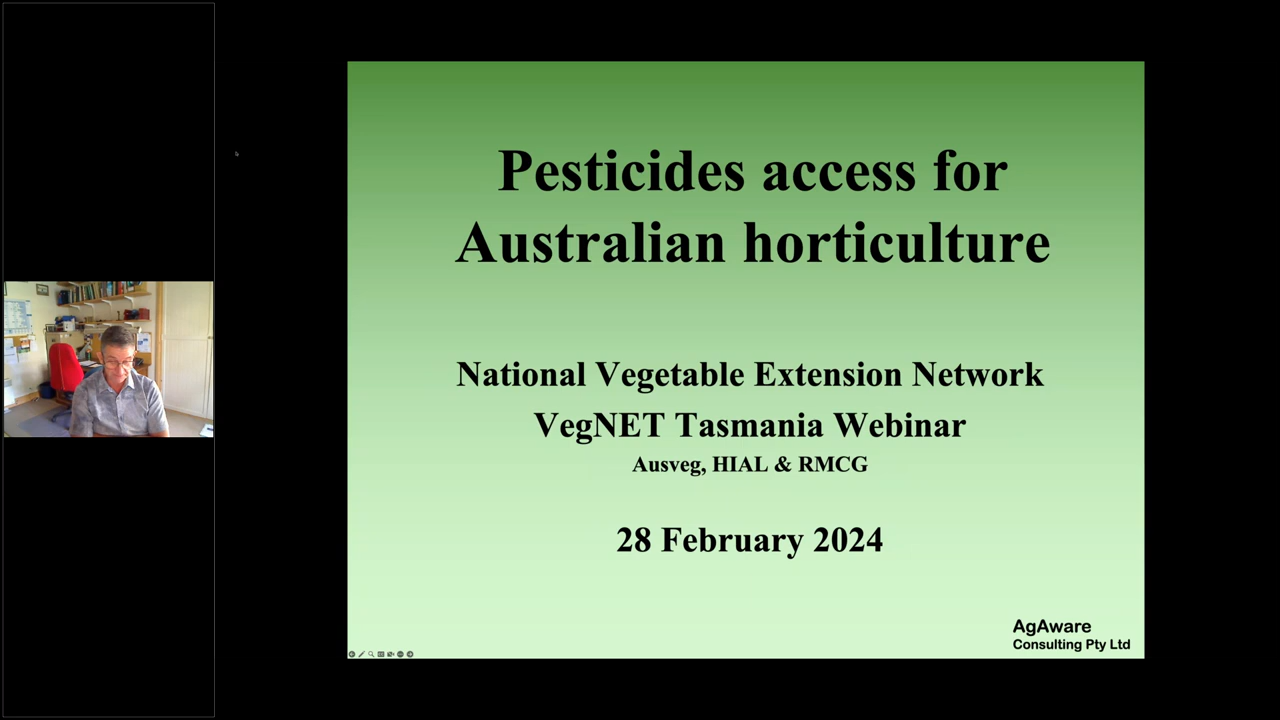 Pesticides access for
Australian horticulture
National Vegetable Extension Network
VegNET Tasmania Webinar
Ausveg, HIAL & RMCG
28 February 2024
AgAware
Consulting Pty Ltd